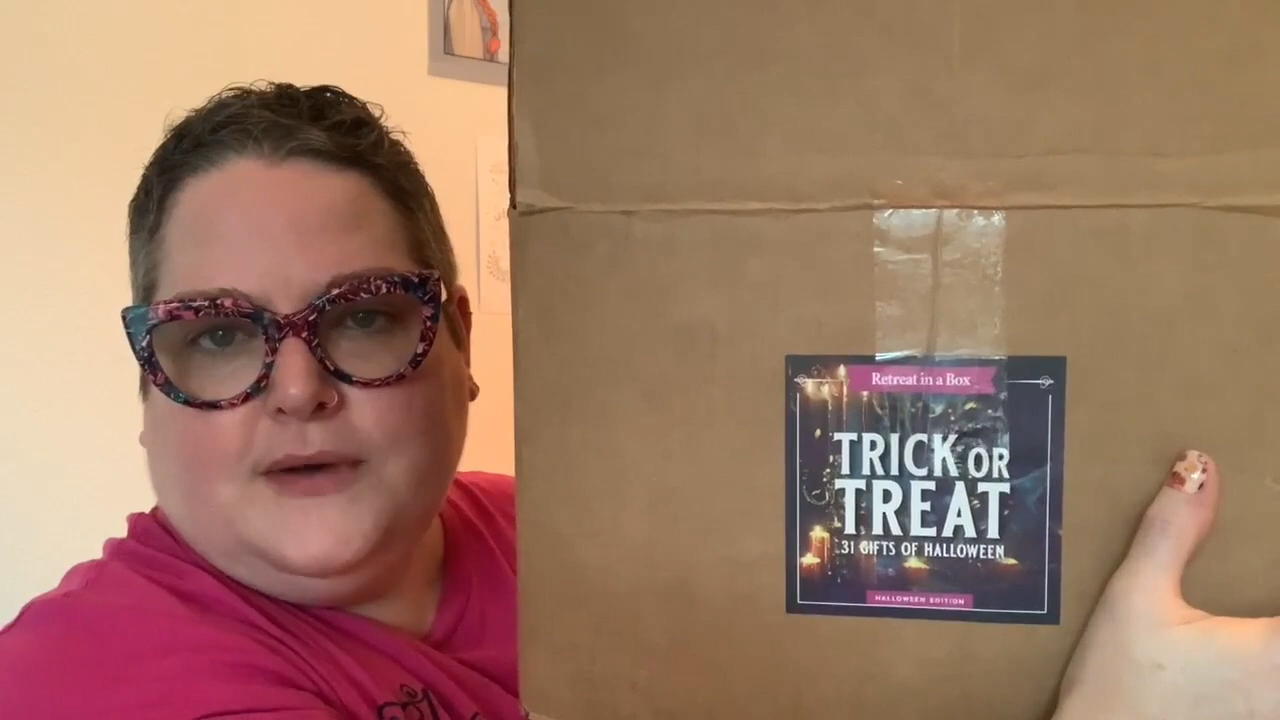 Retreat in a Box
TRICK OR
TREAT
31 GIFTS OF HALLOWEEN
HALLOWEEN EDITION